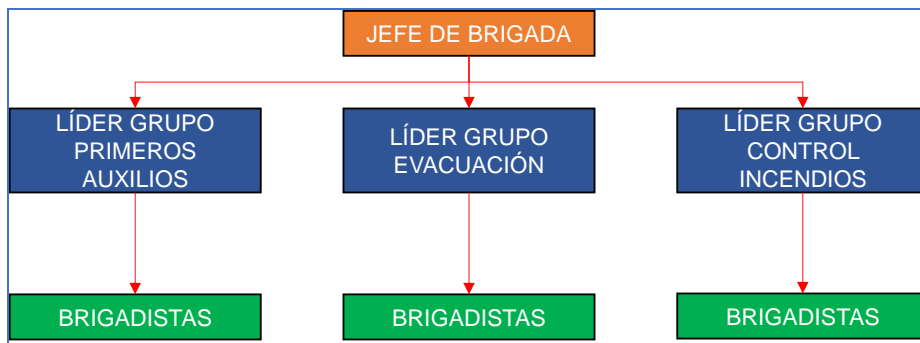 JEFE DE BRIGADA
LÍDER GRUPO
PRIMEROS
AUXILIOS
LÍDER GRUPO
EVACUACIÓN
LÍDER GRUPO
CONTROL
INCENDIOS
BRIGADISTAS
BRIGADISTAS
BRIGADISTAS